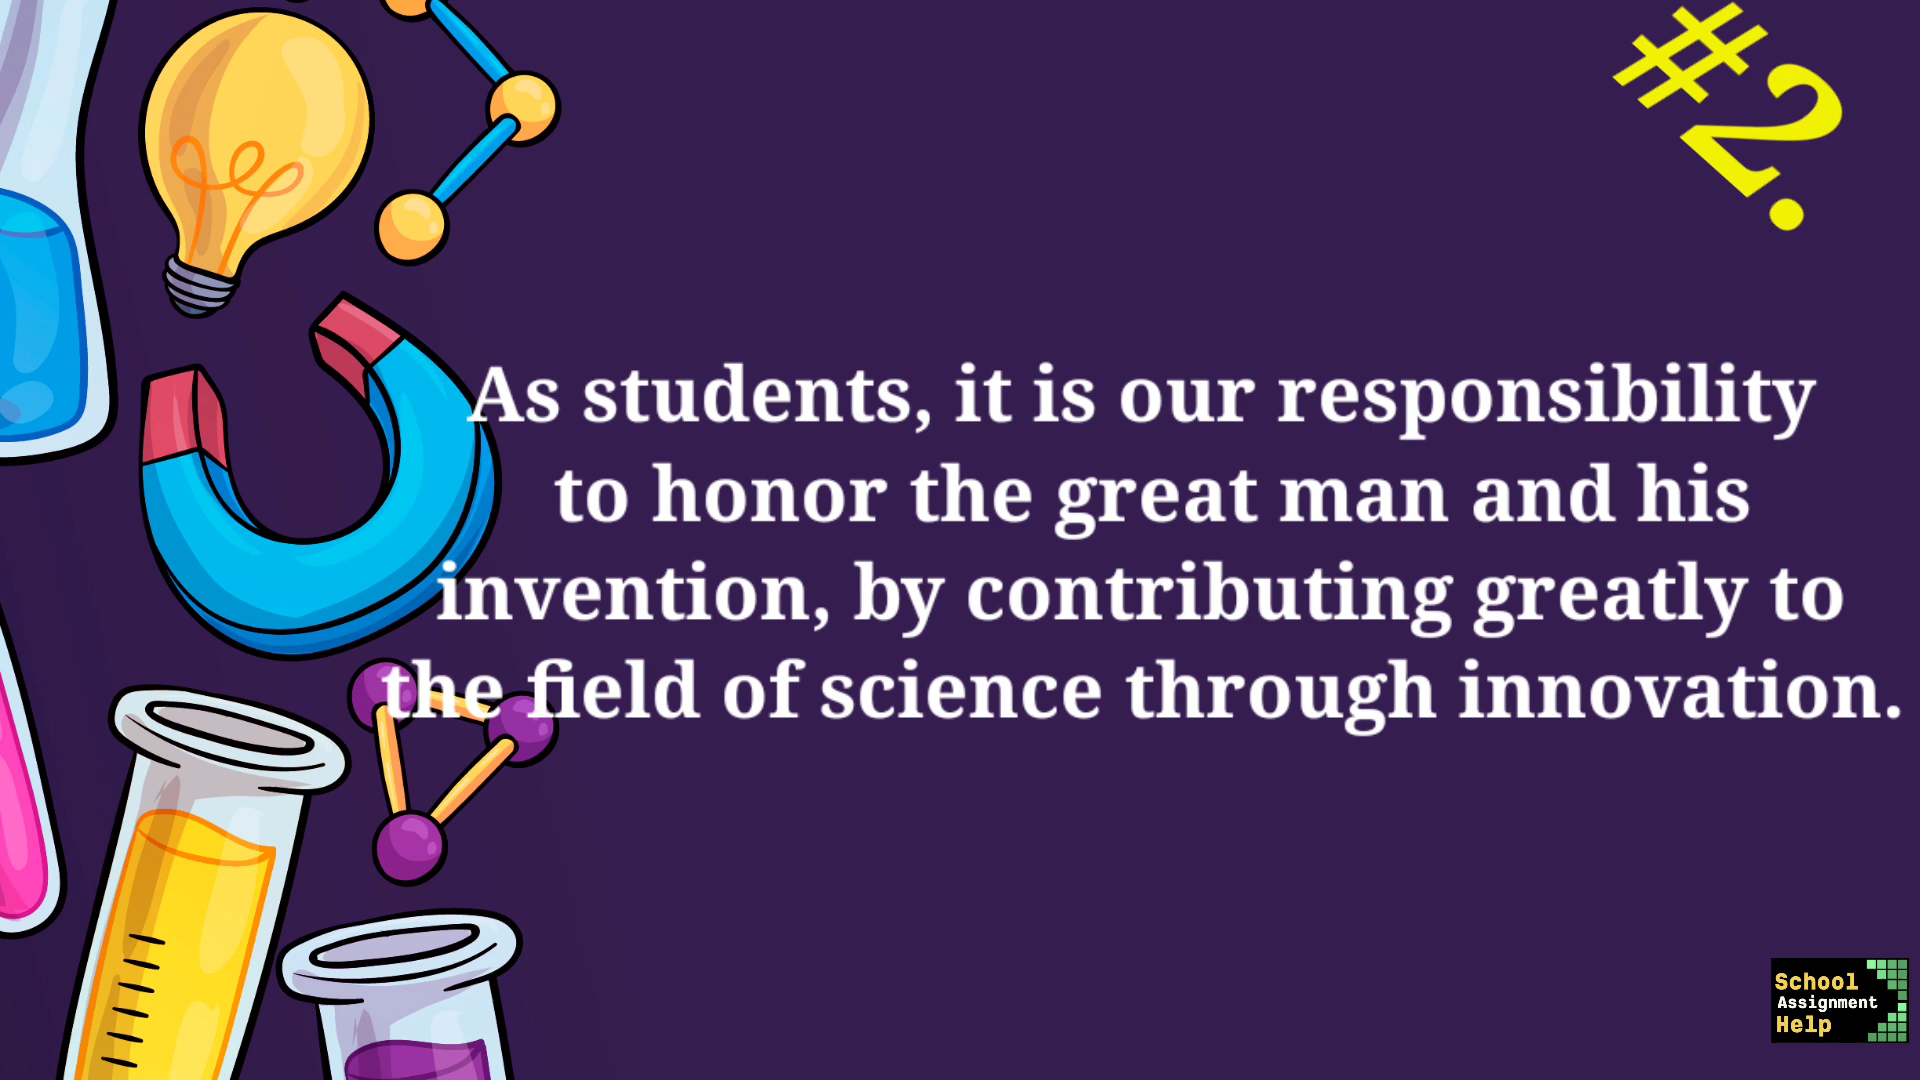 #2.
As students, it is our responsibility
to honor the great man and his
invention, by contributing greatly to
the field of science through innovation.
School
Assignment
Help